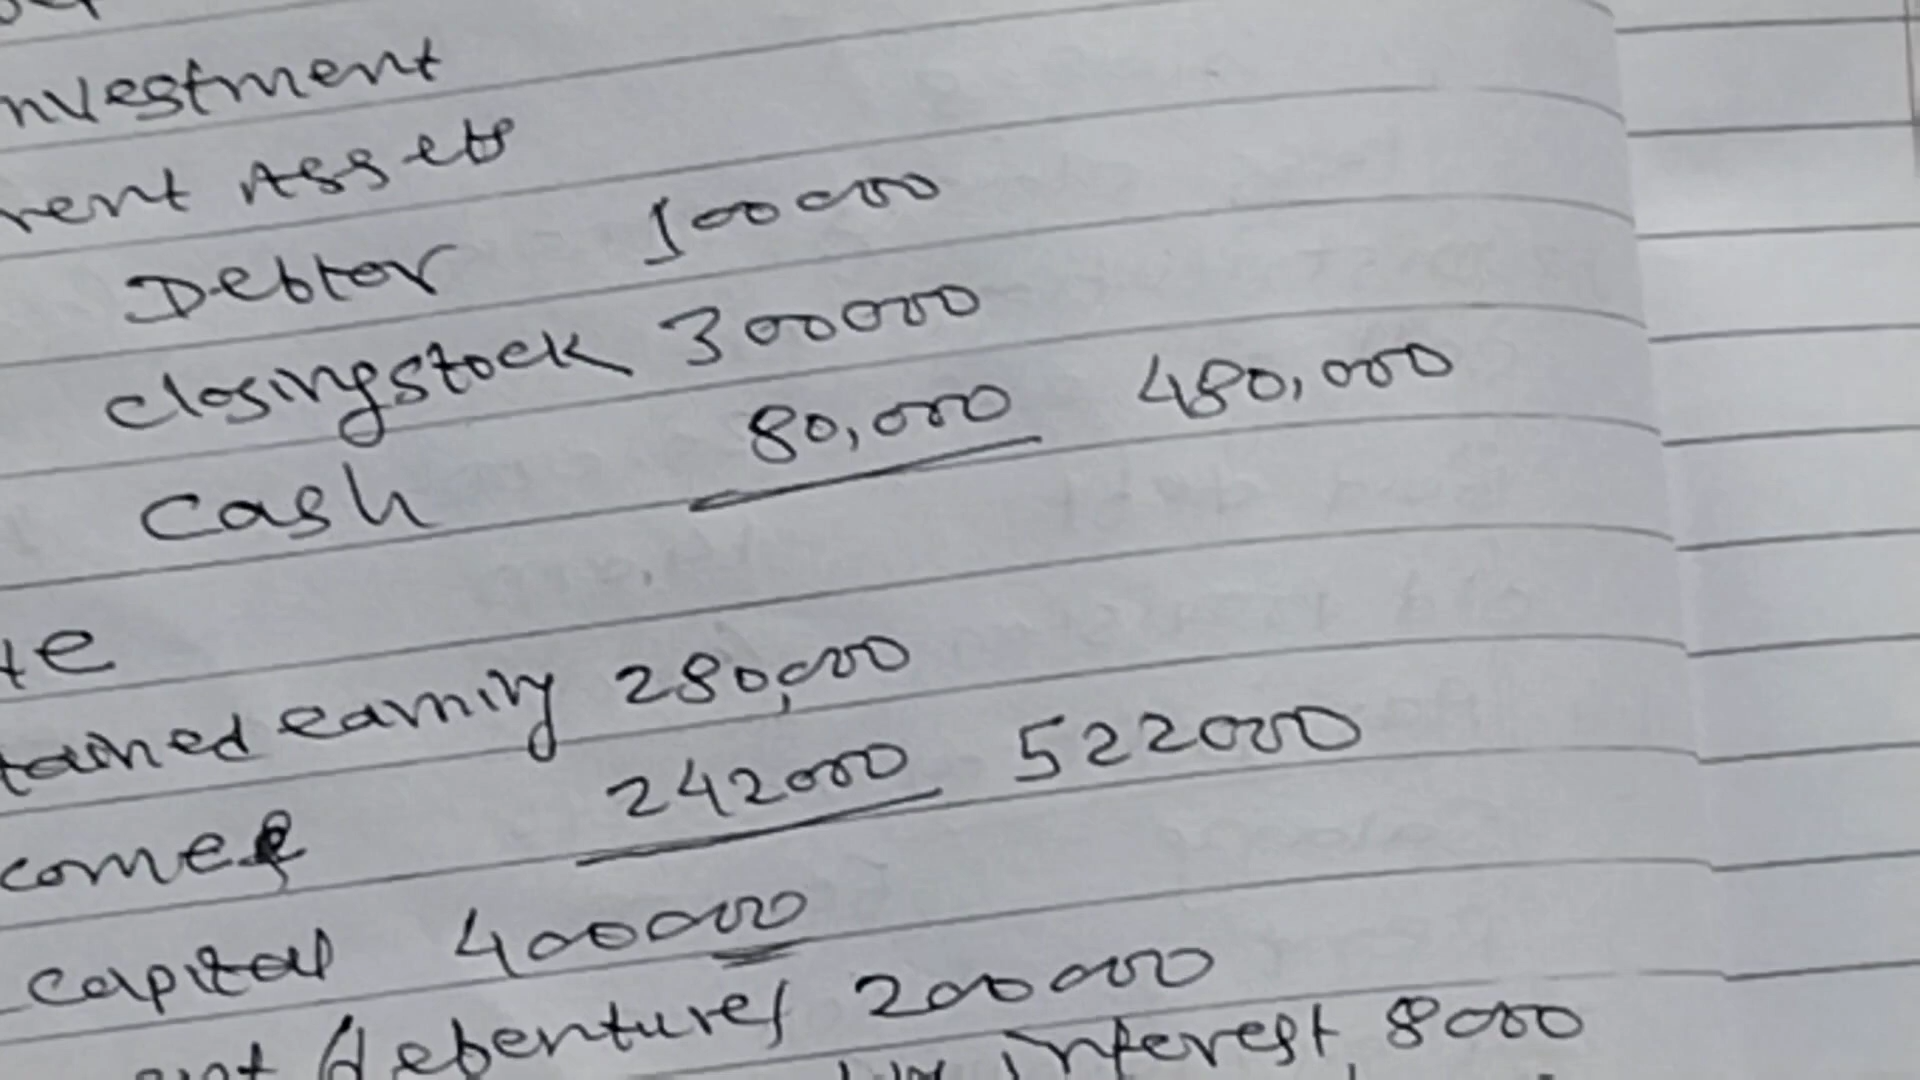 nvestment
rent Assets
Debtor 100000
closingstock 300000
Cash 80,000 480,000
te
tained earning 280,000
come 242000 522000
capital 400000
debentures 200000
interest 8000